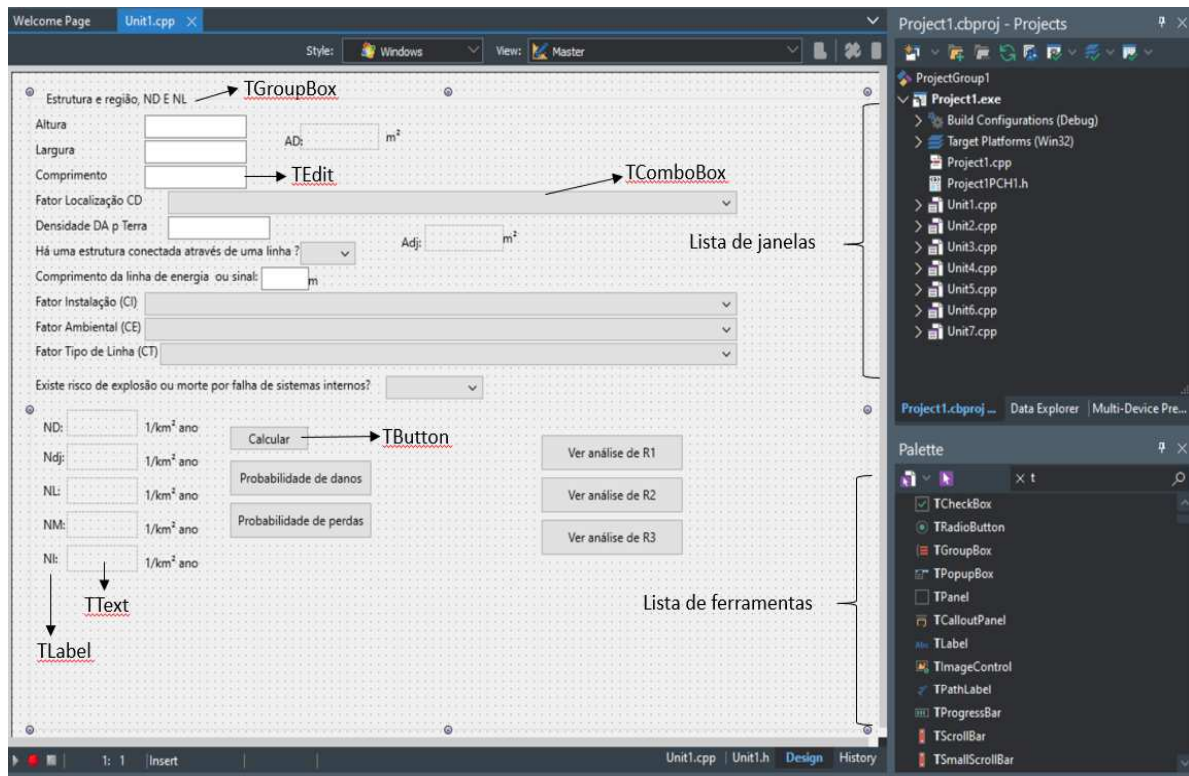 Welcome Page
Unit1.cpp
Style:
Windows
View:
Master
Estrutura e região, ND E NL
TGroupBox
Altura
AD:
m²
Largura
Comprimento
TEdit
TComboBox
Fator Localização CD
Densidade DA p Terra
Adj:
m²
Há uma estrutura conectada através de uma linha ?
Comprimento da linha de energia ou sinal:
m
Fator Instalação (CI)
Fator Ambiental (CE)
Fator Tipo de Linha (CT)
Existe risco de explosão ou morte por falha de sistemas internos?
Lista de janelas
ND:
1/km² ano
Ndj:
1/km² ano
NL:
1/km² ano
NM:
1/km² ano
NI:
1/km² ano
Calcular
TButton
Probabilidade de danos
Probabilidade de perdas
Ver análise de R1
Ver análise de R2
Ver análise de R3
TText
TLabel
Lista de ferramentas
1: 1
Insert
Unit1.cpp
Unit1.h
Design
History
Project1.cbproj - Projects
ProjectGroup1
Project1.exe
Build Configurations (Debug)
Target Platforms (Win32)
Project1.cpp
Project1PCH1.h
Unit1.cpp
Unit2.cpp
Unit3.cpp
Unit4.cpp
Unit5.cpp
Unit6.cpp
Unit7.cpp
Project1.cbproj ...
Data Explorer
Multi-Device Pre...
Palette
t
TCheckBox
TRadioButton
TGroupBox
TPopupBox
TPanel
TCalloutPanel
Abc
TLabel
TImageControl
TPathLabel
TProgressBar
TScrollBar
TSmallScrollBar